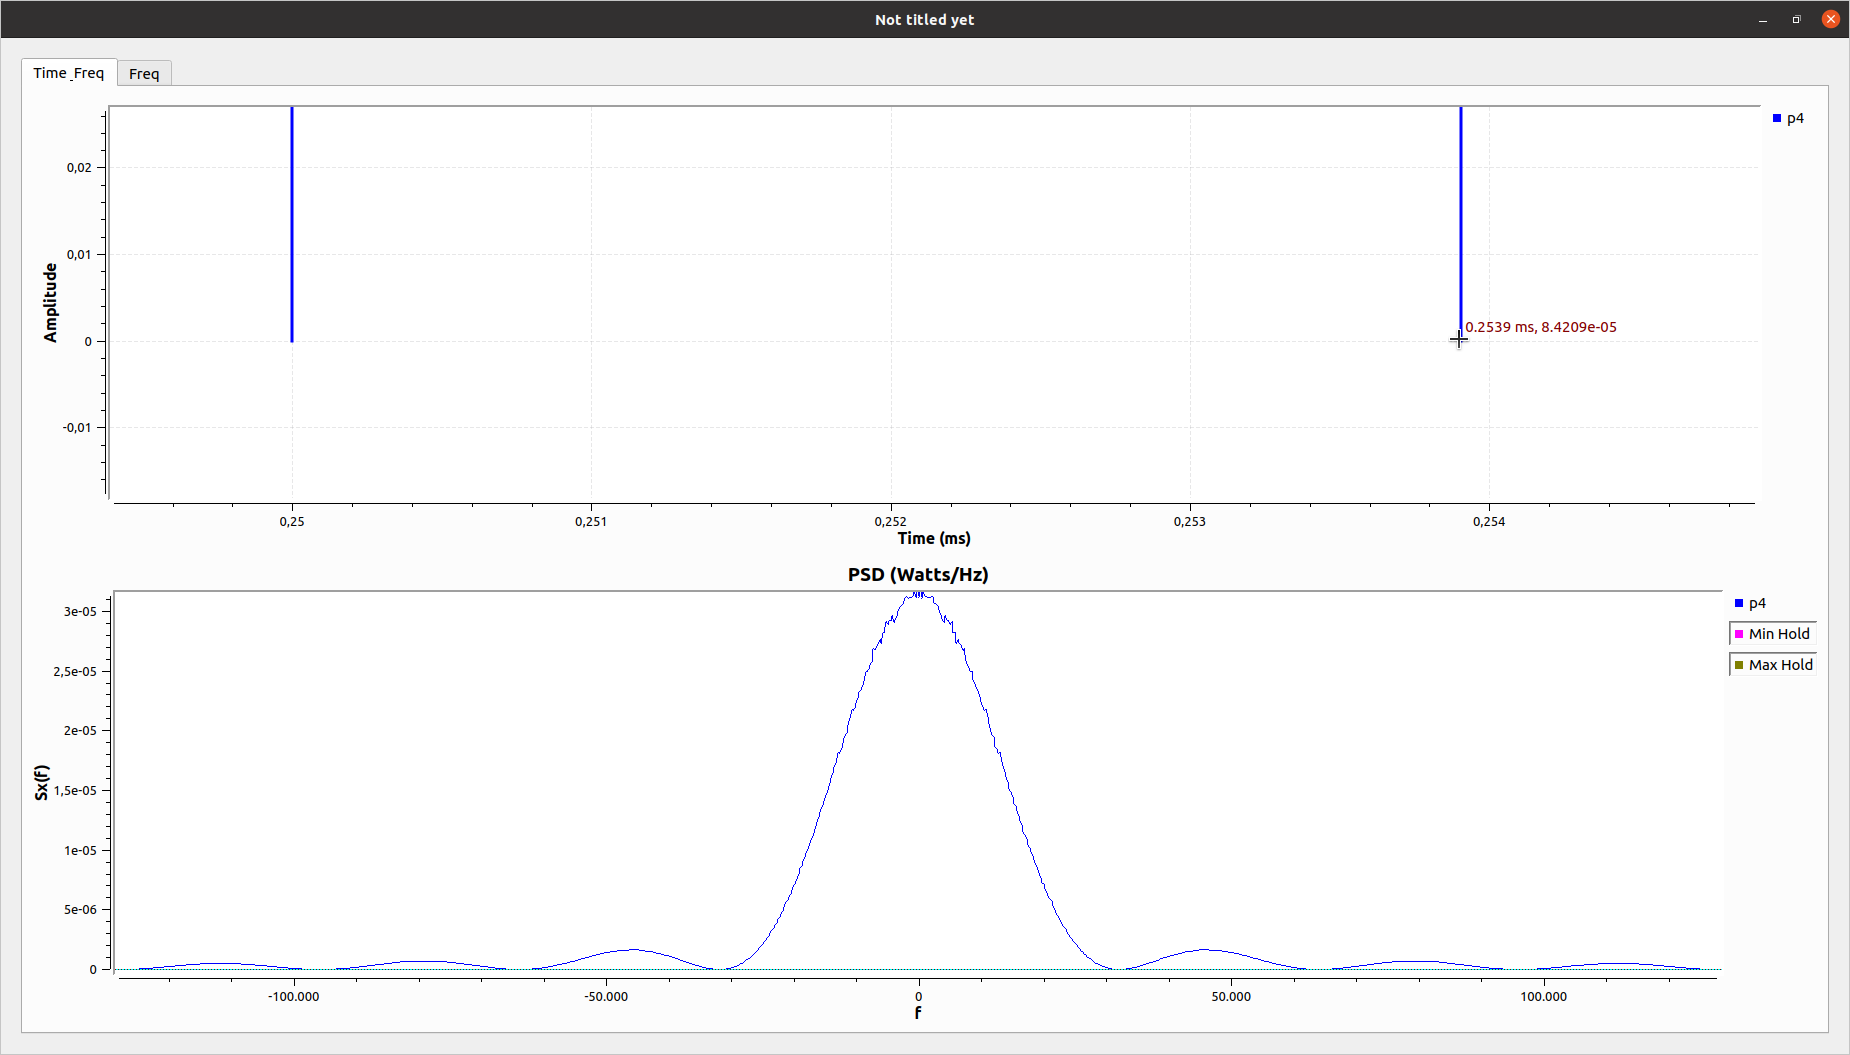 Not titled yet
Time_Freq
Freq
p4
0,02
0,01
0
-0,01
Amplitude
0.2539 ms, 8.4209e-05
0,25
0,251
0,252
0,253
0,254
Time (ms)
PSD (Watts/Hz)
p4
Min Hold
Max Hold
3e-05
2,5e-05
2e-05
1,5e-05
1e-05
5e-06
0
Sx(f)
-100.000
-50.000
0
50.000
100.000
f